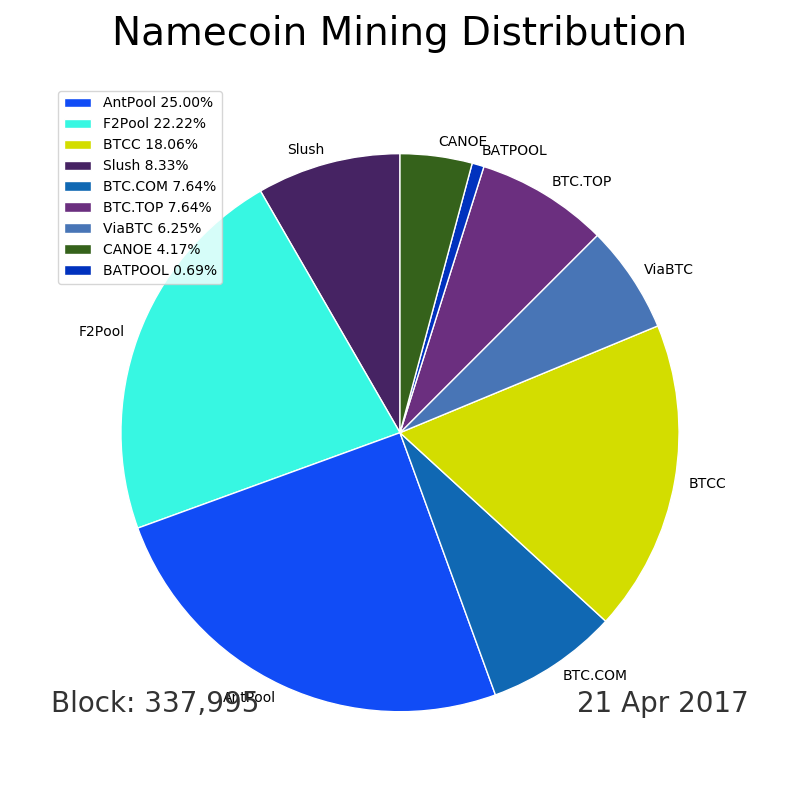 Namecoin Mining Distribution
AntPool 25.00%
F2Pool 22.22%
BTCC 18.06%
Slush 8.33%
BTC.COM 7.64%
BTC.TOP 7.64%
ViaBTC 6.25%
CANOE 4.17%
BATPOOL 0.69%
CANOE
BATPOOL
Slush
BTC.TOP
ViaBTC
F2Pool
BTCC
BTC.COM
AntPool
Block: 337,995
21 Apr 2017